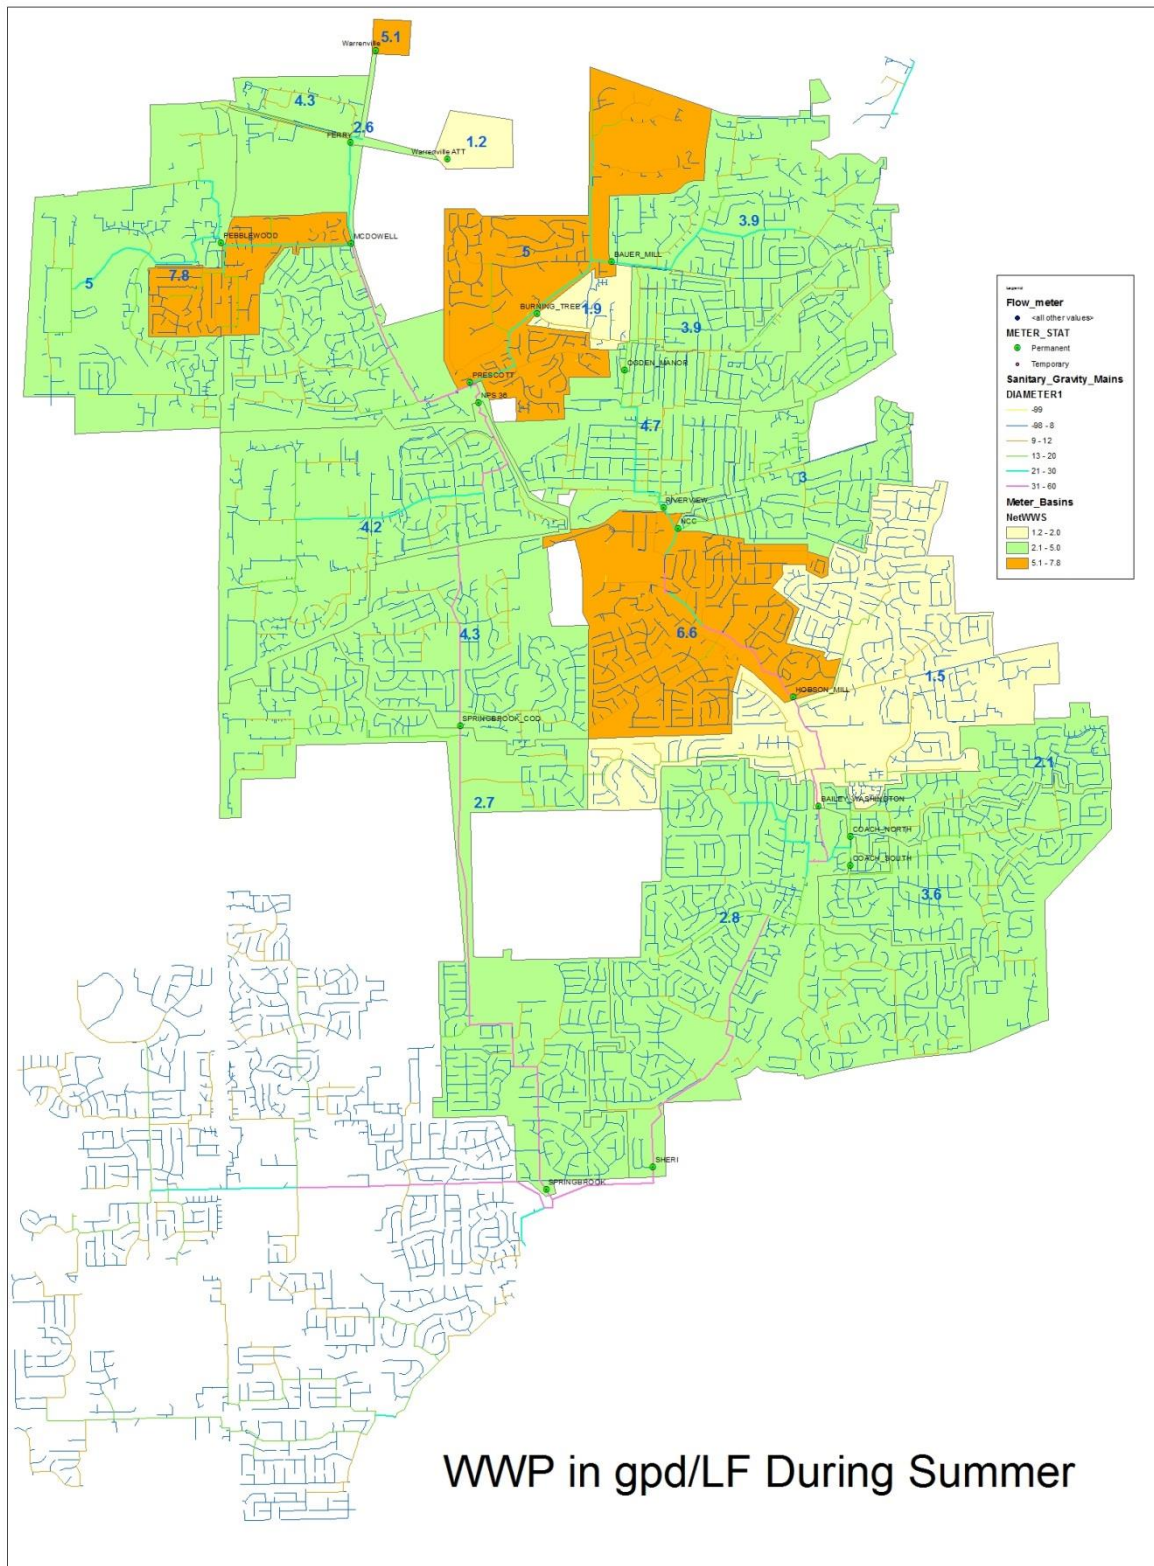 Warrenville
5.1
4.3
2.6
FERRY
Warrenville ATT
1.2
3.9
PEBBLEWOOD
MCDOWELL
5
BAUER_MILL
7.8
5
BURNING_TREE
1.9
3.9
OGDEN_MANOR
PRESCOTT
NPS 36
4.7
3
RIVERVIEW
NCC
4.2
4.3
6.6
1.5
HOBSON_MILL
SPRINGBROOK_COD
2.1
2.7
BAILEY_WASHINGTON
COACH_NORTH
COACH_SOUTH
3.6
2.8
SHERI
SPRINGBROOK
Legend
Flow_meter
<all other values>
METER_STAT
Permanent
Temporary
Sanitary_Gravity_Mains
DIAMETER1
-99
-98 - 8
9 - 12
13 - 20
21 - 30
31 - 60
Meter_Basins
NetWWS
1.2 - 2.0
2.1 - 5.0
5.1 - 7.8
WWP in gpd/LF During Summer